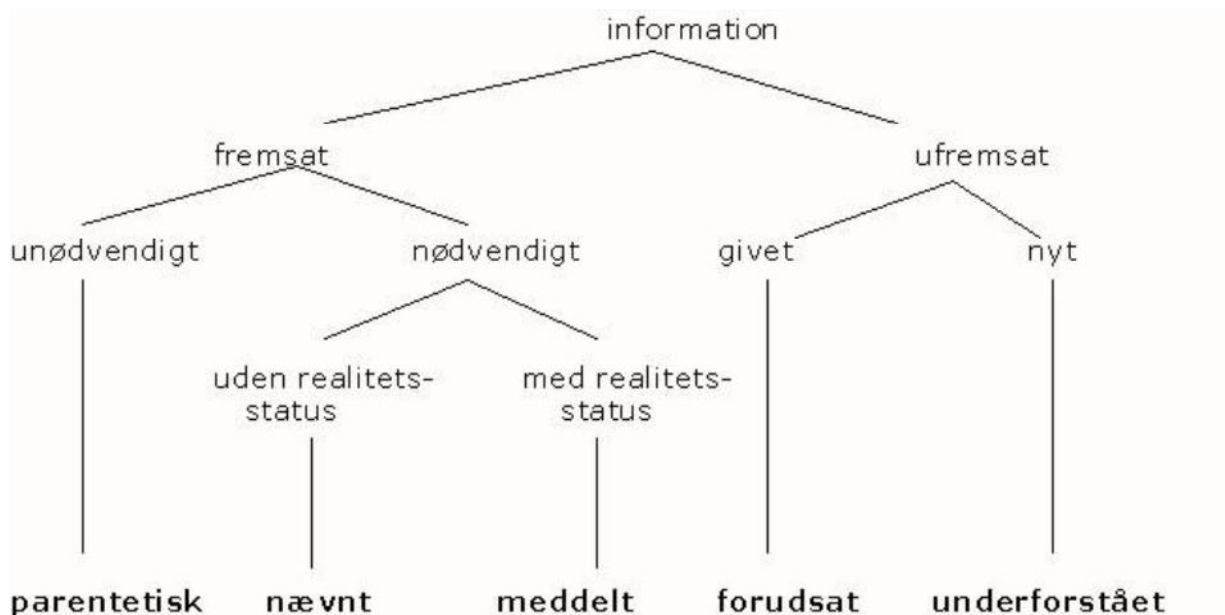 information
fremsat ufremsat
unødvendigt nødvendigt givet nyt
uden realitets- med realitets-
status status
parentetisk nævnt meddelt forudsat underforstået